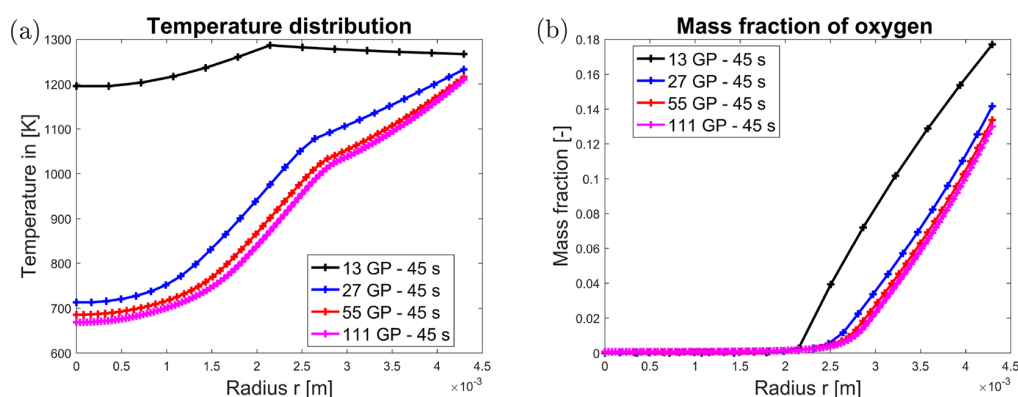 (a)
Temperature distribution
1300
1200
1100
1000
900
800
700
600
Temperature in [K]
13 GP - 45 s
27 GP - 45 s
55 GP - 45 s
111 GP - 45 s
0 0.5 1 1.5 2 2.5 3 3.5 4 4.5
Radius r [m]
×10⁻³
(b)
Mass fraction of oxygen
0.18
0.16
0.14
0.12
0.1
0.08
0.06
0.04
0.02
0
Mass fraction [-]
13 GP - 45 s
27 GP - 45 s
55 GP - 45 s
111 GP - 45 s
0 0.5 1 1.5 2 2.5 3 3.5 4 4.5
Radius r [m]
×10⁻³